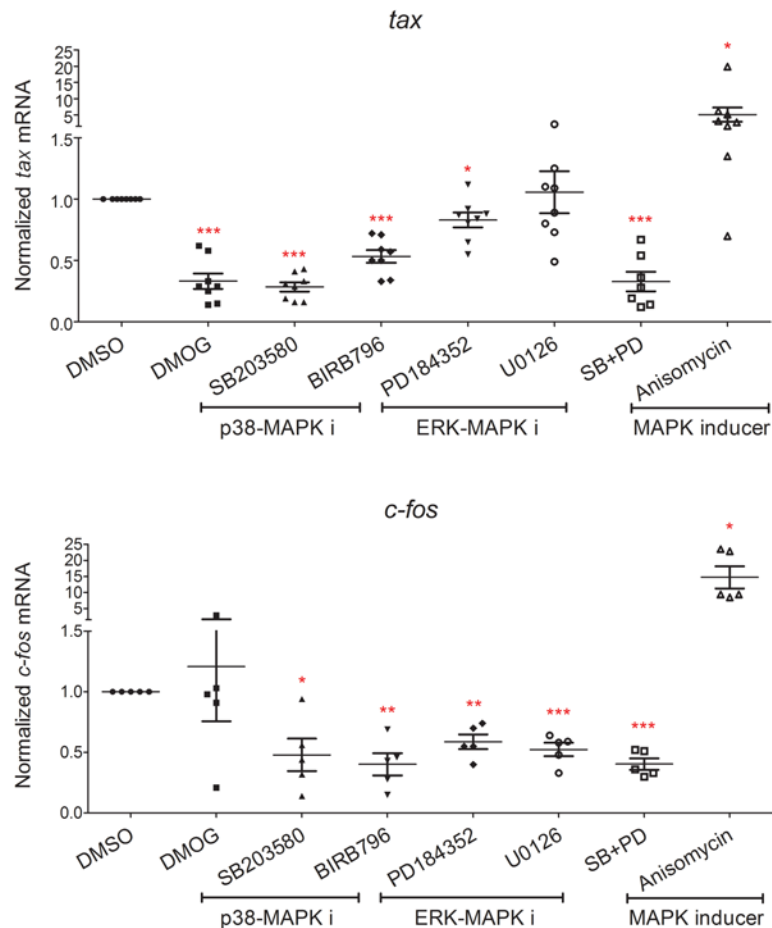 tax
Normalized tax mRNA
25
20
15
10
5
1.5
1.0
0.5
0.0
***
***
***
*
***
*
DMSO
DMOG
SB203580
BIRB796
PD184352
U0126
SB+PD
Anisomycin
p38-MAPK i
ERK-MAPK i
MAPK inducer
c-fos
Normalized c-fos mRNA
25
20
15
10
5
1.5
1.0
0.5
0.0
*
**
**
***
***
*
DMSO
DMOG
SB203580
BIRB796
PD184352
U0126
SB+PD
Anisomycin
p38-MAPK i
ERK-MAPK i
MAPK inducer